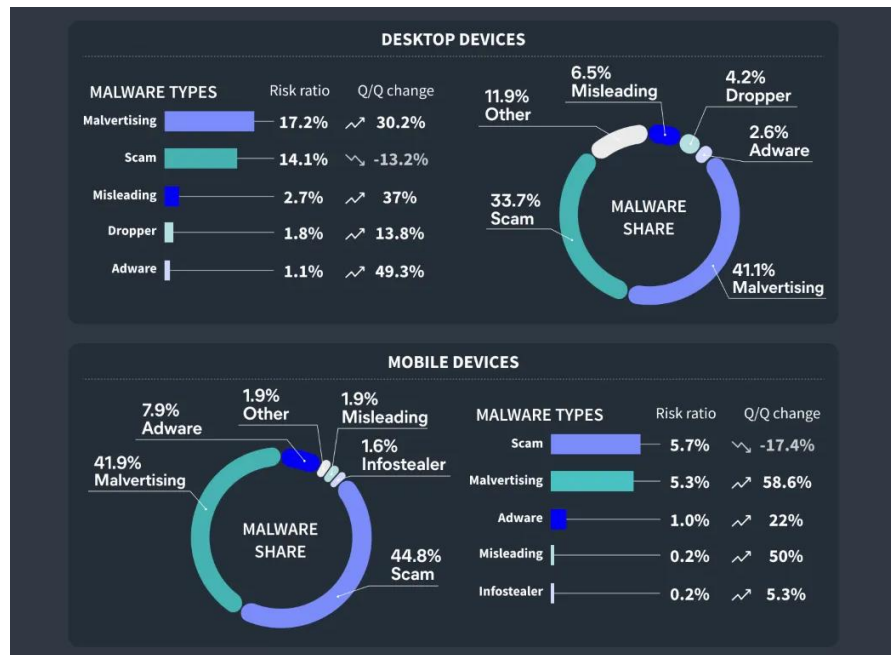 DESKTOP DEVICES
MALWARE TYPES Risk ratio Q/Q change
Malvertising 17.2% 30.2%
Scam 14.1% -13.2%
Misleading 2.7% 37%
Dropper 1.8% 13.8%
Adware 1.1% 49.3%
6.5%
Misleading
4.2%
Dropper
11.9%
Other
2.6%
Adware
33.7%
Scam
MALWARE
SHARE
41.1%
Malvertising
MOBILE DEVICES
1.9%
Other
1.9%
Misleading
7.9%
Adware
1.6%
Infostealer
41.9%
Malvertising
MALWARE
SHARE
44.8%
Scam
MALWARE TYPES Risk ratio Q/Q change
Scam 5.7% -17.4%
Malvertising 5.3% 58.6%
Adware 1.0% 22%
Misleading 0.2% 50%
Infostealer 0.2% 5.3%